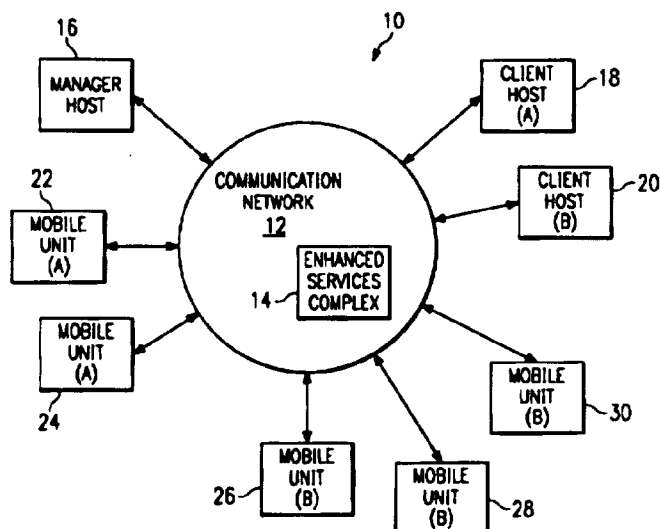 16
10
MANAGER
HOST
CLIENT
HOST
(A)
18
COMMUNICATION
NETWORK
12
CLIENT
HOST
(B)
20
22
MOBILE
UNIT
(A)
ENHANCED
SERVICES
COMPLEX
14
MOBILE
UNIT
(A)
24
MOBILE
UNIT
(B)
30
MOBILE
UNIT
(B)
26
MOBILE
UNIT
(B)
28